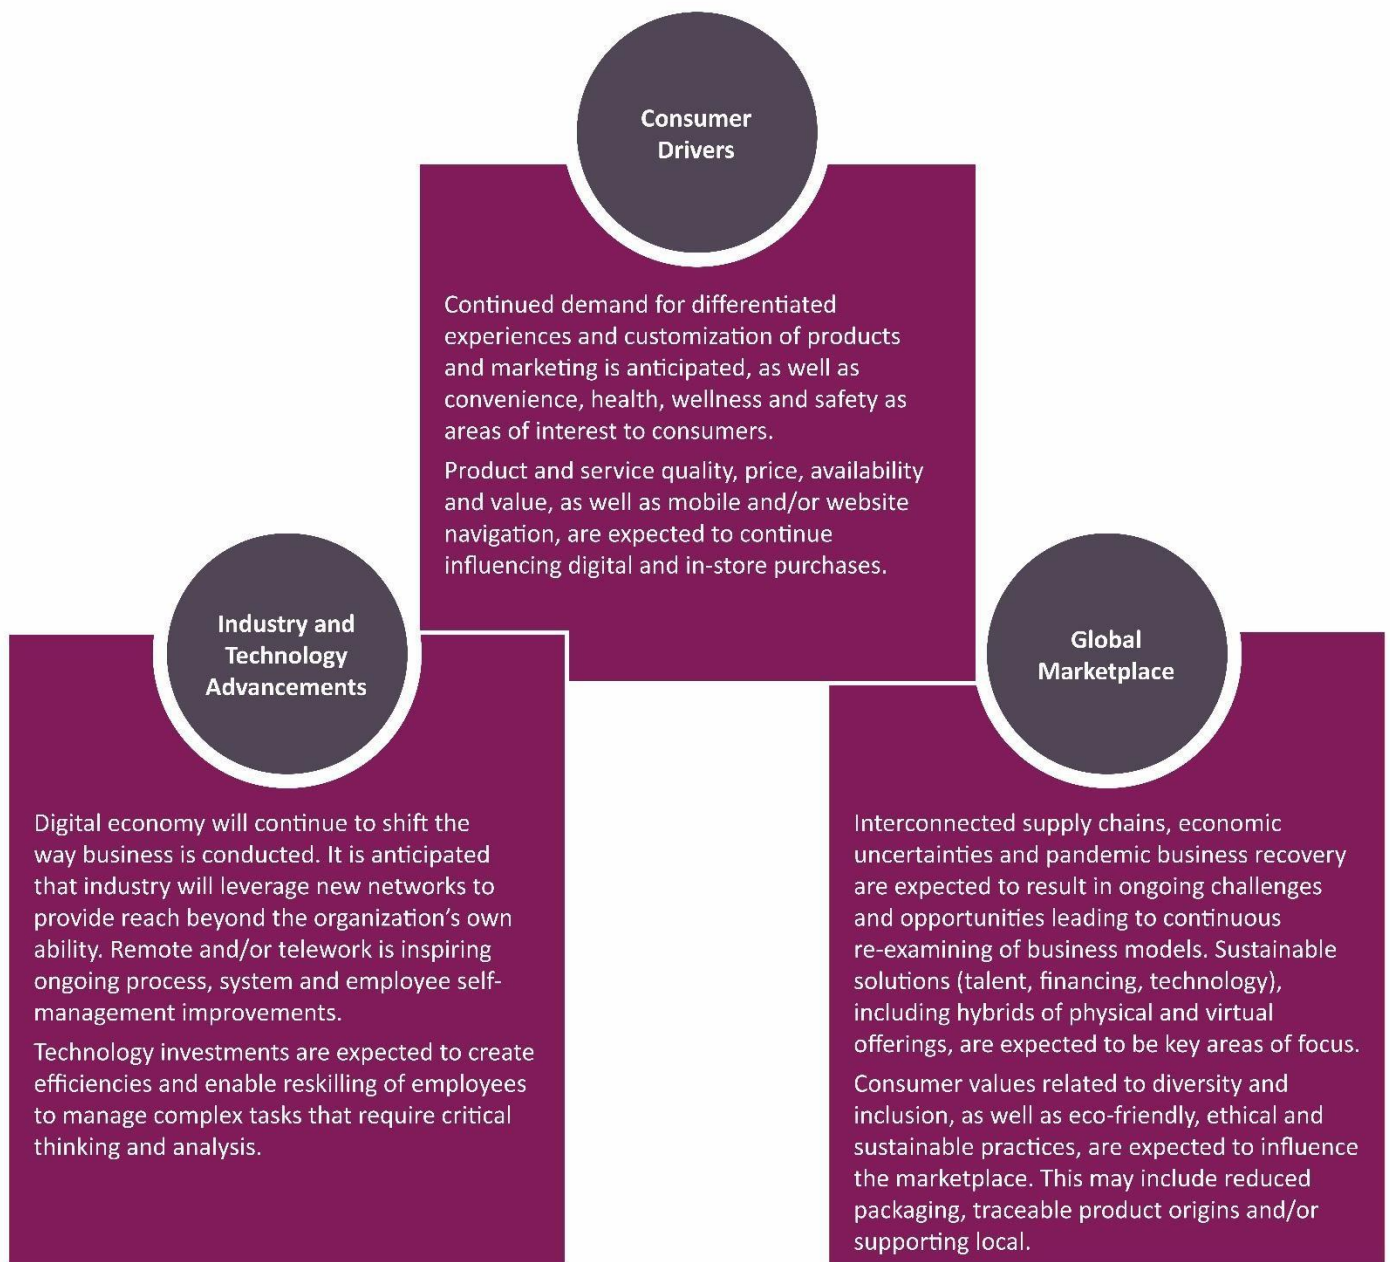 Consumer
Drivers
Continued demand for differentiated
experiences and customization of products
and marketing is anticipated, as well as
convenience, health, wellness and safety as
areas of interest to consumers.
Product and service quality, price, availability
and value, as well as mobile and/or website
navigation, are expected to continue
influencing digital and in-store purchases.
Industry and
Technology
Advancements
Digital economy will continue to shift the
way business is conducted. It is anticipated
that industry will leverage new networks to
provide reach beyond the organization’s own
ability. Remote and/or telework is inspiring
ongoing process, system and employee self-
management improvements.
Technology investments are expected to create
efficiencies and enable reskilling of employees
to manage complex tasks that require critical
thinking and analysis.
Global
Marketplace
Interconnected supply chains, economic
uncertainties and pandemic business recovery
are expected to result in ongoing challenges
and opportunities leading to continuous
re-examining of business models. Sustainable
solutions (talent, financing, technology),
including hybrids of physical and virtual
offerings, are expected to be key areas of focus.
Consumer values related to diversity and
inclusion, as well as eco-friendly, ethical and
sustainable practices, are expected to influence
the marketplace. This may include reduced
packaging, traceable product origins and/or
supporting local.